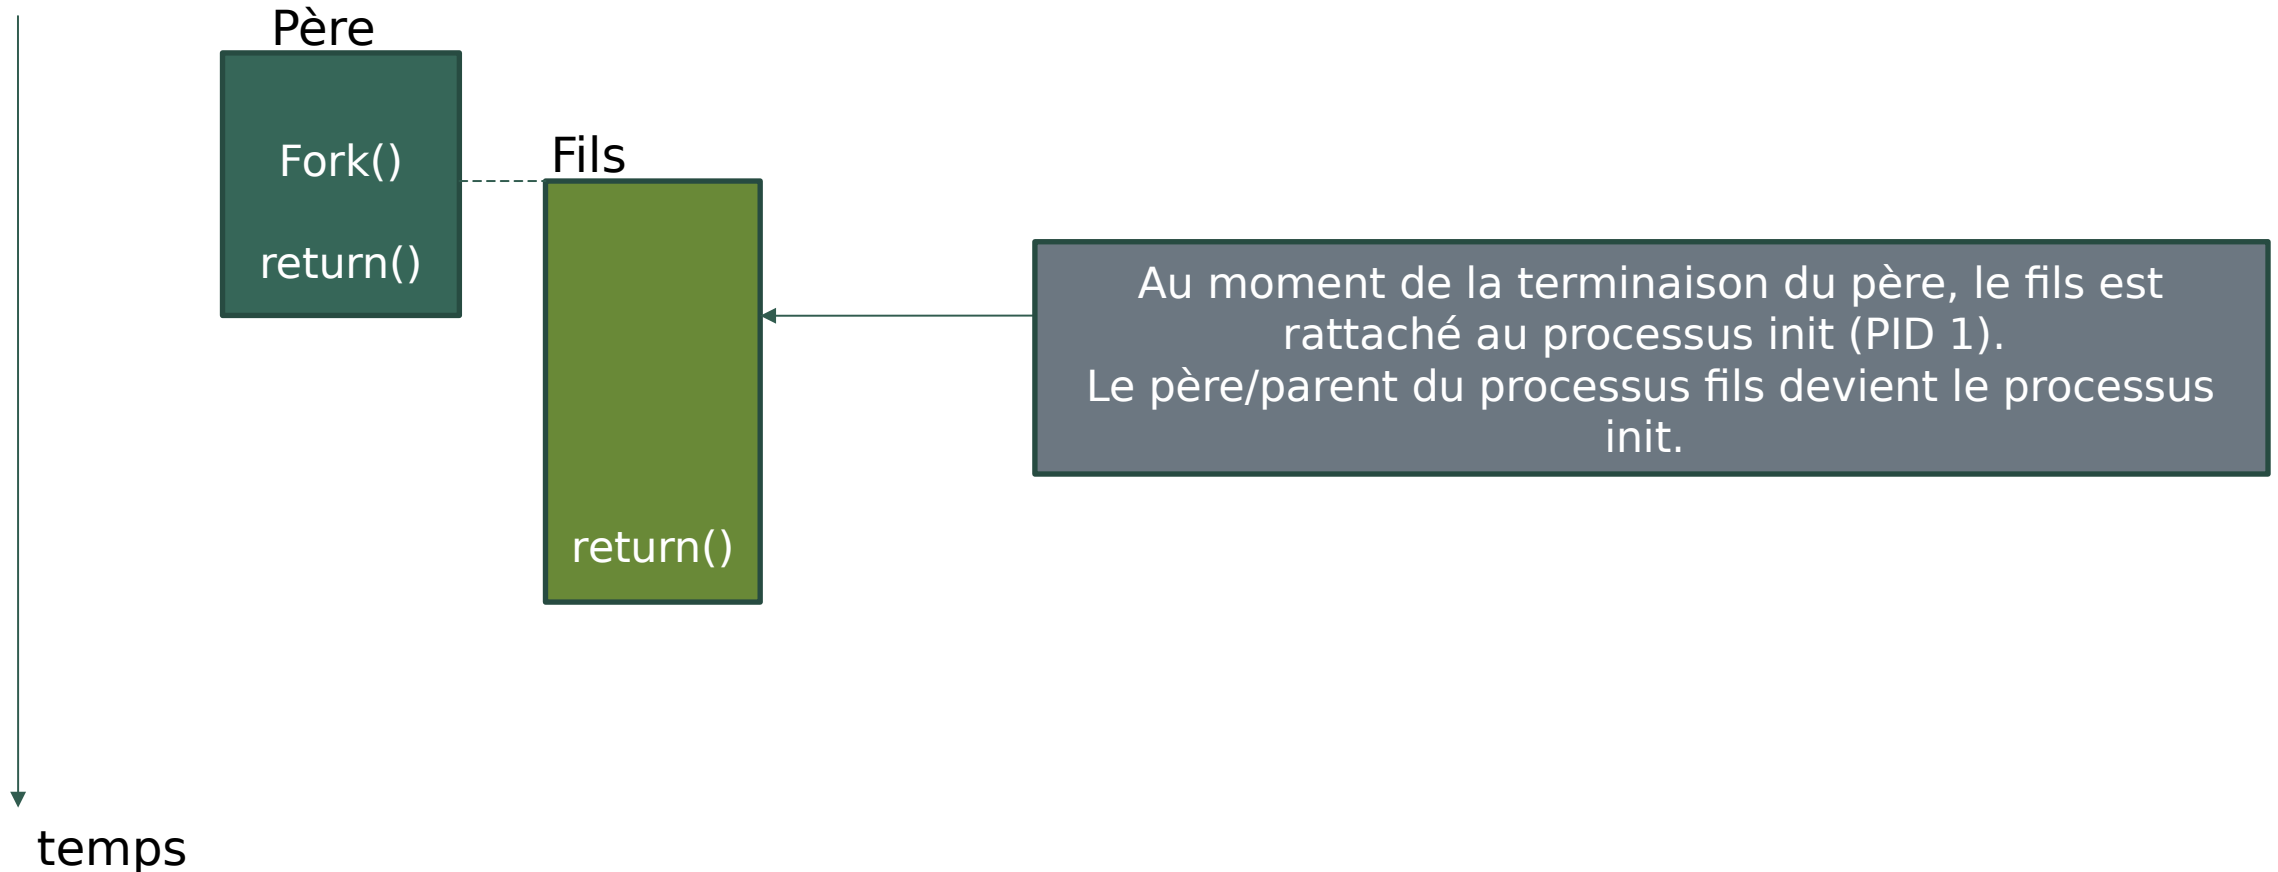 Père
Fork()
return()
Fils
return()
Au moment de la terminaison du père, le fils est
rattaché au processus init (PID 1).
Le père/parent du processus fils devient le processus
init.
temps